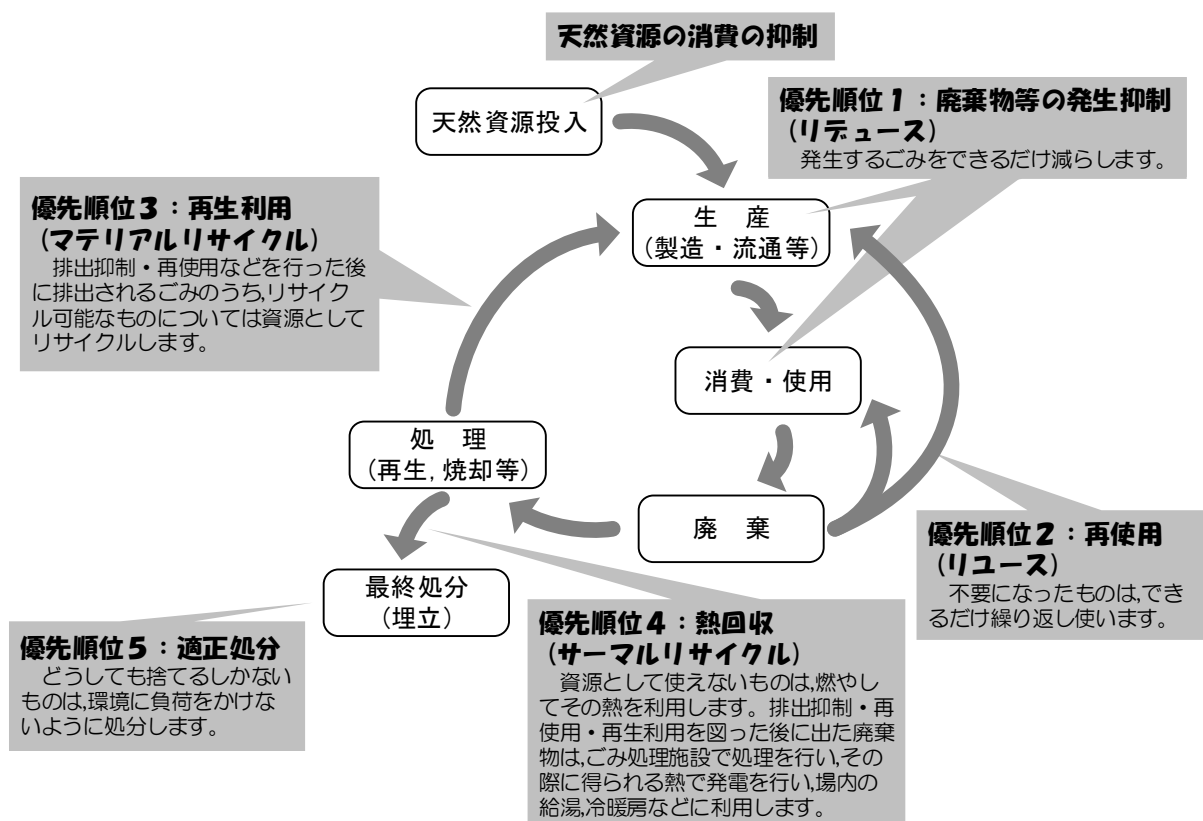 天然資源の消費の抑制
天然資源投入
優先順位1：廃棄物等の発生抑制
(リデュース)
発生するごみをできるだけ減らします。
優先順位3：再生利用
(マテリアルリサイクル)
排出抑制・再使用などを行った後
に排出されるごみのうち,リサイク
ル可能なものについては資源として
リサイクルします。
生　産
(製造・流通等)
消費・使用
処　理
(再生,焼却等)
廃　棄
優先順位2：再使用
(リユース)
不要になったものは,でき
るだけ繰り返し使います。
最終処分
(埋立)
優先順位5：適正処分
どうしても捨てるしかない
ものは,環境に負荷をかけな
いように処分します。
優先順位4：熱回収
(サーマルリサイクル)
資源として使えないものは,燃やし
てその熱を利用します。排出抑制・再
使用・再生利用を図った後に出た廃棄
物は,ごみ処理施設で処理を行い,その
際に得られる熱で発電を行い,場内の
給湯,冷暖房などに利用します。